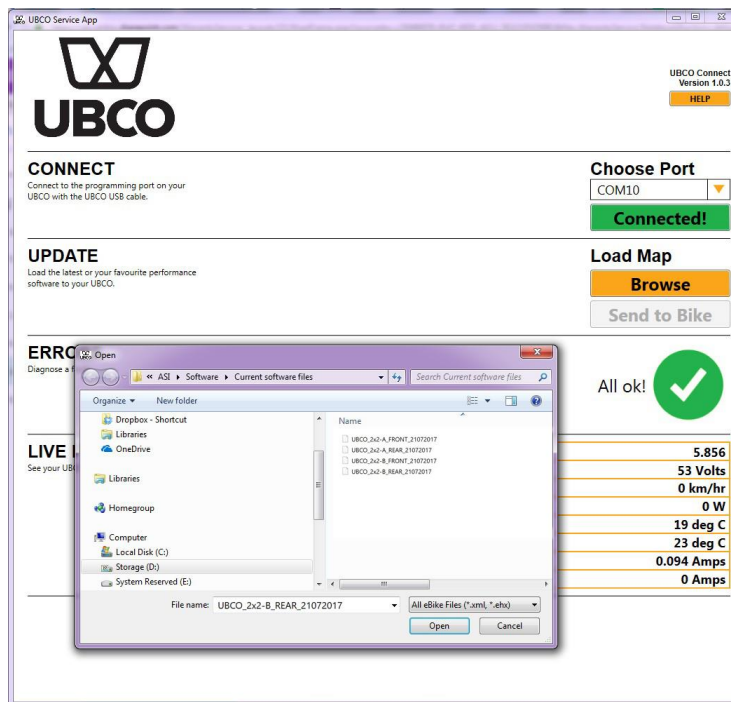 UBCO Service App
UBCO
UBCO Connect
Version 1.0.3
HELP
CONNECT
Connect to the programming port on your
UBCO with the UBCO USB cable.
Choose Port
COM10
Connected!
UPDATE
Load the latest or your favourite performance
software to your UBCO.
Load Map
Browse
Send to Bike
ERRO
Diagnose a f
All ok!
Open
« ASI Software Current software files
Search Current software files
Organize New folder
Dropbox - Shortcut
Libraries
OneDrive
Libraries
Homegroup
Computer
Local Disk (C:)
Storage (D:)
System Reserved (E:)
Name
UBCO_2x2-A_FRONT_21072017
UBCO_2x2-A_REAR_21072017
UBCO_2x2-B_FRONT_21072017
UBCO_2x2-B_REAR_21072017
File name: UBCO_2x2-B_REAR_21072017
All eBike Files (*.xml, *.ehx)
Open Cancel
LIVE
See your UB
5.856
53 Volts
0 km/hr
0 W
19 deg C
23 deg C
0.094 Amps
0 Amps